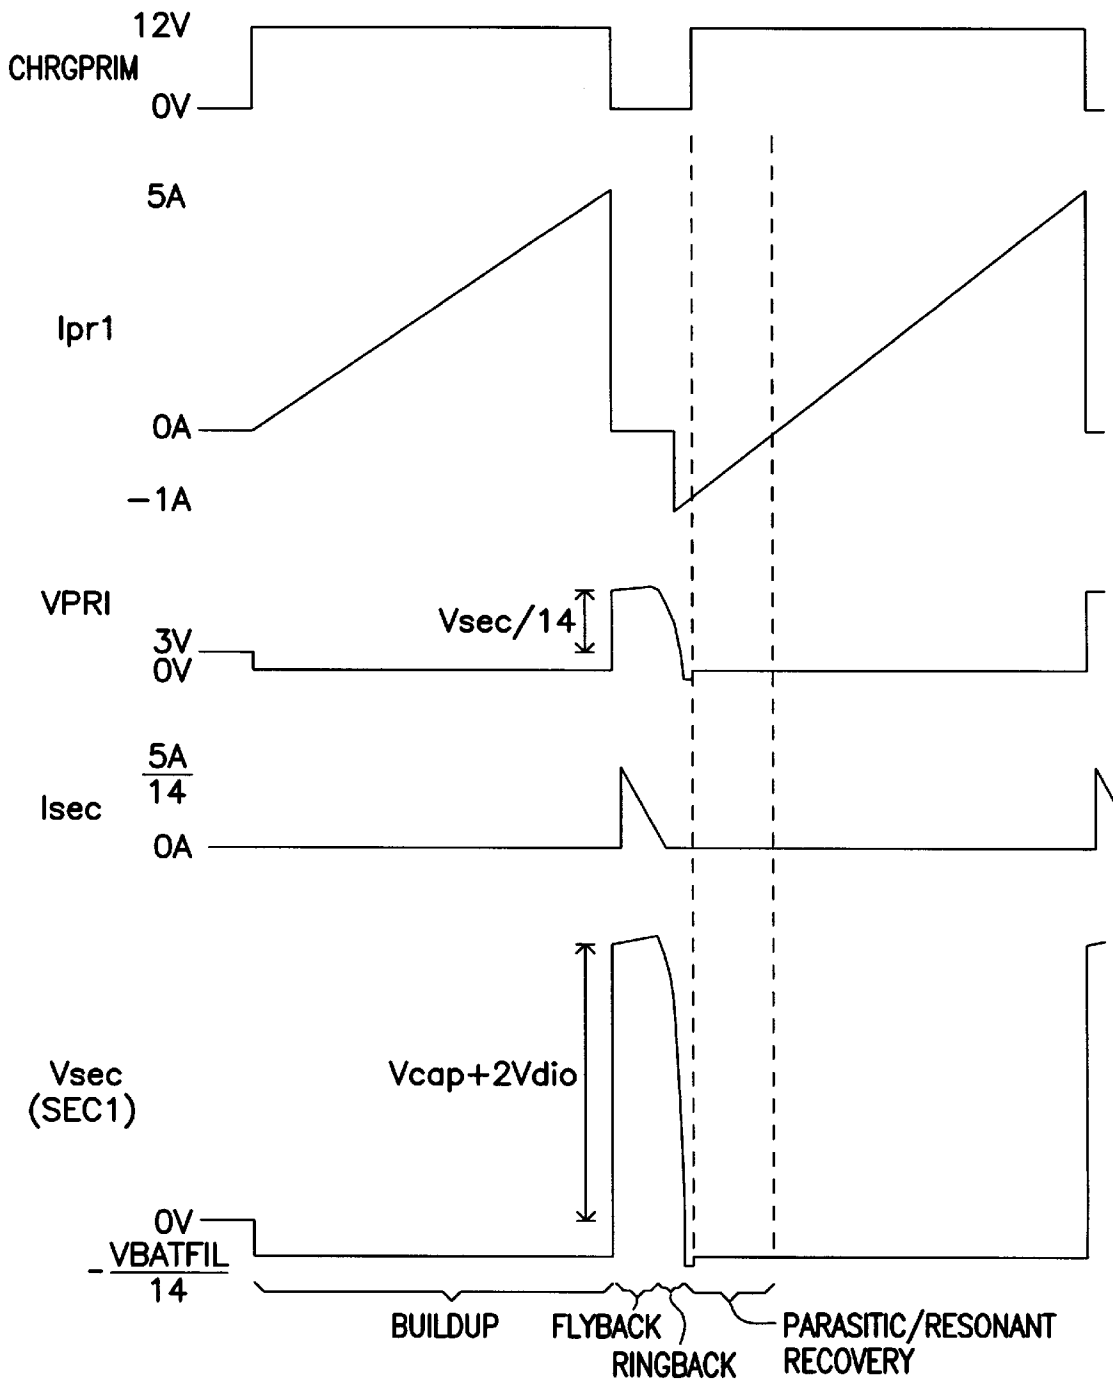 12V
CHRGPRIM
0V
5A
Ipr1
0A
-1A
VPRI
Vsec/14
3V
0V
5A
14
Isec
0A
Vcap+2Vdio
Vsec
(SEC1)
0V
- VBATFIL
14
BUILDUP
FLYBACK
RINGBACK
PARASITIC/RESONANT
RECOVERY